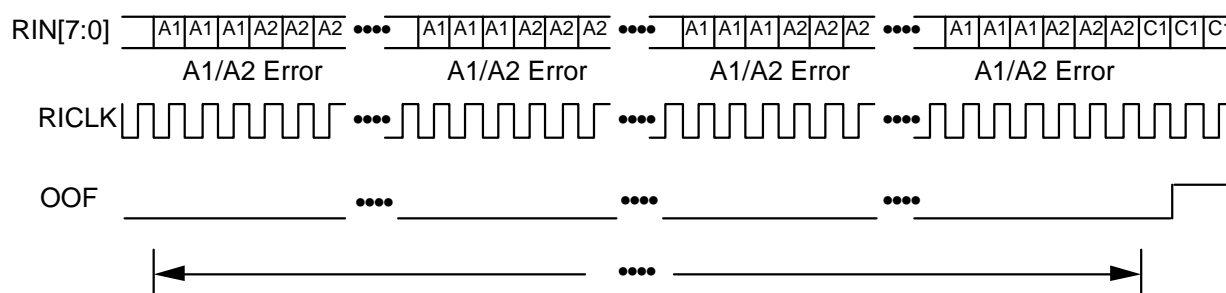 RIN[7:0] A1 A1 A1 A2 A2 A2 •••• A1 A1 A1 A2 A2 A2 •••• A1 A1 A1 A2 A2 A2 •••• A1 A1 A1 A2 A2 A2 C1 C1 C1
A1/A2 Error A1/A2 Error A1/A2 Error A1/A2 Error
RICLK •••• •••• ••••
OOF •••• •••• ••••
••••